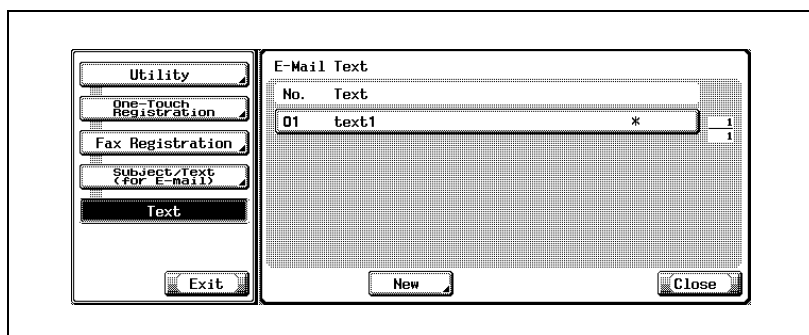 Utility
One-Touch
Registration
Fax Registration
Subject/Text
(for E-mail)
Text
Exit
E-Mail Text
No. Text
01 text1 *
1
1
New
Close